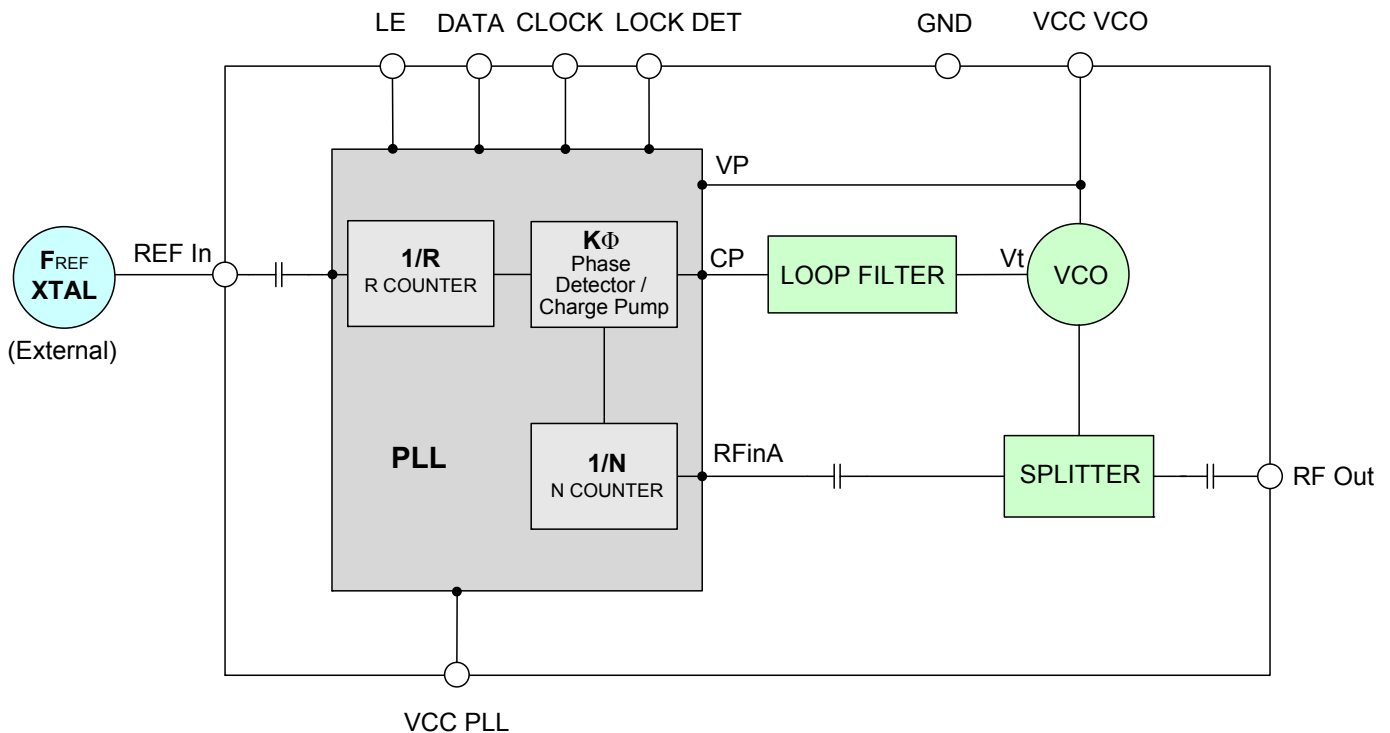 LE DATA CLOCK LOCK DET GND VCC VCO
VP
REF In
FREF
XTAL
(External)
1/R
R COUNTER
KΦ
Phase
Detector /
Charge Pump
CP
LOOP FILTER
Vt
VCO
PLL
1/N
N COUNTER
RFinA
SPLITTER
RF Out
VCC PLL